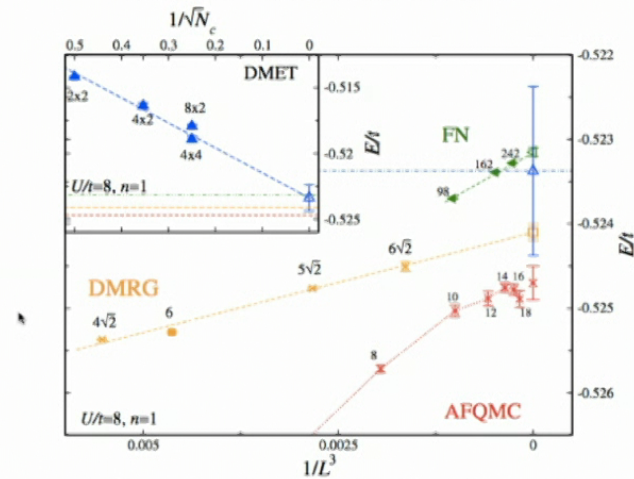 1/√N_c
0.5 0.4 0.3 0.2 0.1 0
DMET
2x2
4x2
8x2
4x4
U/t=8, n=1
-0.515
-0.52
-0.525
E/t
-0.522
-0.523
-0.524
-0.525
-0.526
E/t
FN
242
162
98
6√2
5√2
DMRG
4√2
6
14 16
10
12
18
8
U/t=8, n=1
AFQMC
0.005 0.0025 0
1/L³